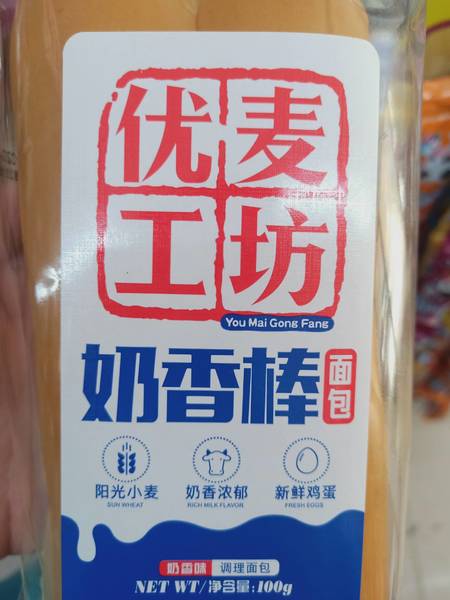 优麦
工坊
You Mai Gong Fang
奶香棒 面包
阳光小麦 奶香浓郁 新鲜鸡蛋
SUN WHEAT RICH MILK FLAVOR FRESH EGGS
奶香味 调理面包
NET WT/净含量:100g